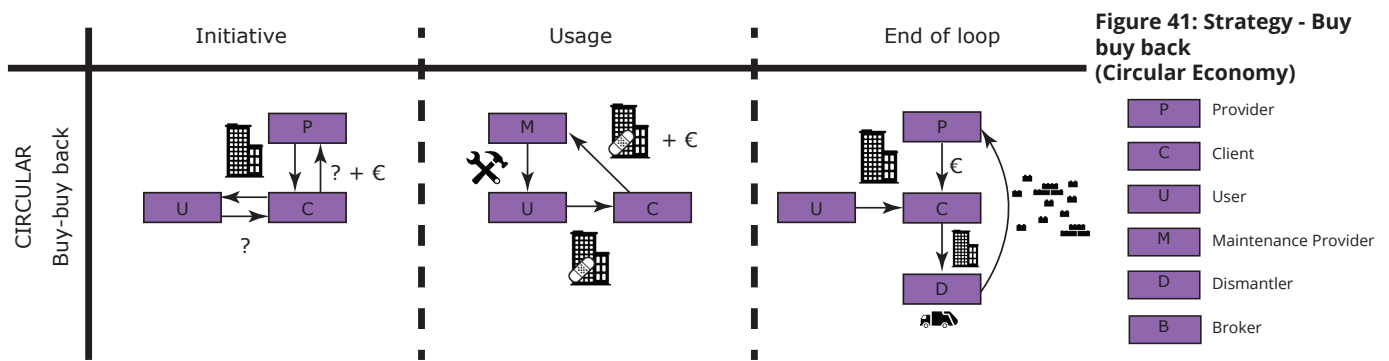 Initiative
Usage
End of loop
Figure 41: Strategy - Buy
buy back
(Circular Economy)
CIRCULAR
Buy-buy back
P
? + €
U
C
?
M
+ €
U
C
P
€
U
C
D
P Provider
C Client
U User
M Maintenance Provider
D Dismantler
B Broker